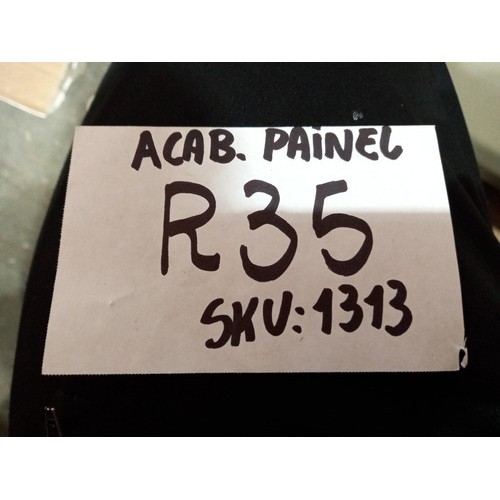 ACAB. PAINEL
R35
SKU: 1313